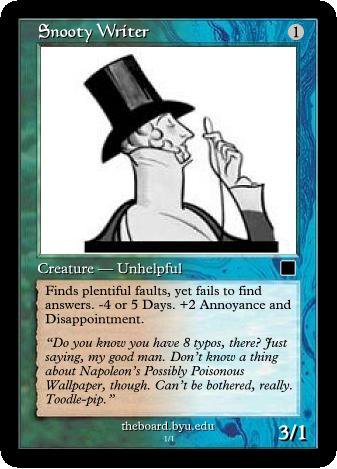 Snooty Writer 1
Creature — Unhelpful
Finds plentiful faults, yet fails to find
answers. -4 or 5 Days. +2 Annoyance and
Disappointment.
“Do you know you have 8 typos, there? Just
saying, my good man. Don’t know a thing
about Napoleon’s Possibly Poisonous
Wallpaper, though. Can’t be bothered, really.
Toodle-pip.”
theboard.byu.edu
1/1
3/1